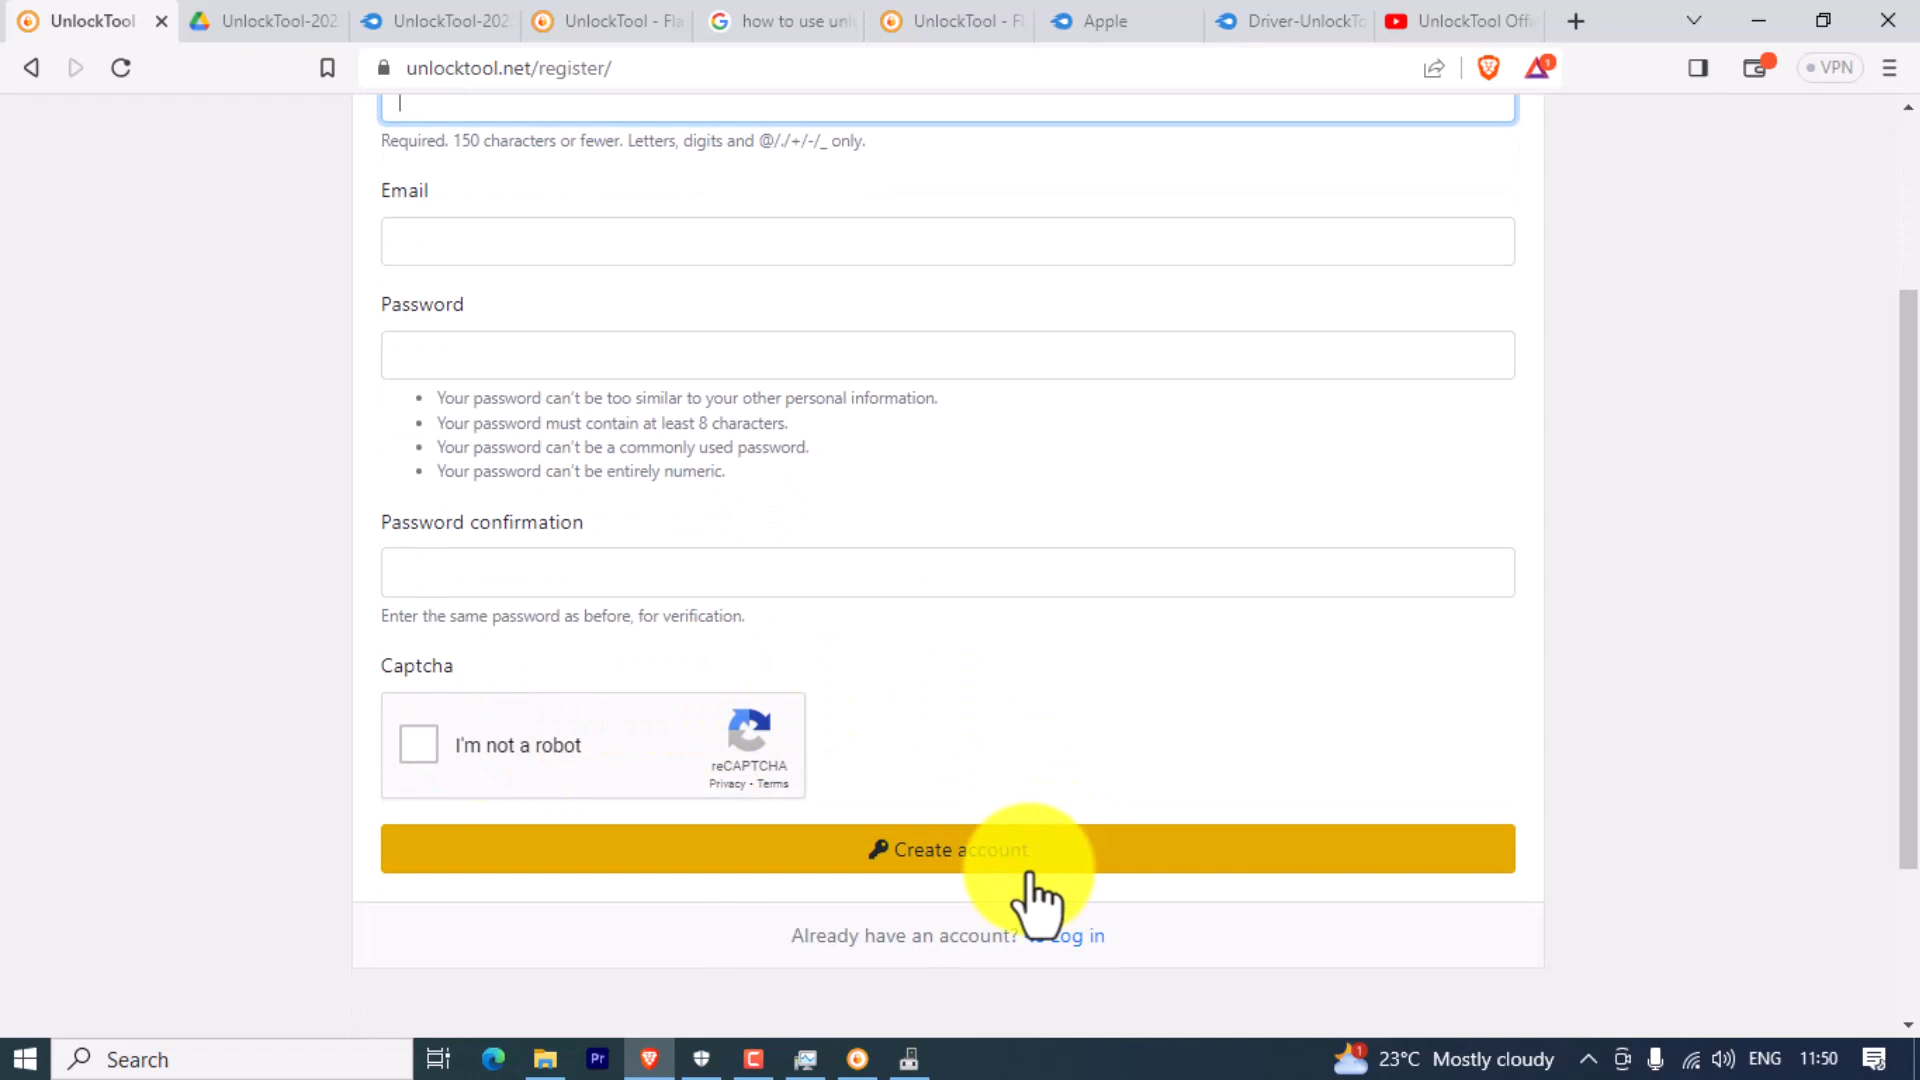 UnlockTool
UnlockTool-202
UnlockTool-202
UnlockTool - Fla
how to use unl
UnlockTool - Fl
Apple
Driver-UnlockTo
UnlockTool Offi
unlocktool.net/register/
1
VPN
Required. 150 characters or fewer. Letters, digits and @/./+/-/_ only.
Email
Password
Your password can't be too similar to your other personal information.
Your password must contain at least 8 characters.
Your password can't be a commonly used password.
Your password can't be entirely numeric.
Password confirmation
Enter the same password as before, for verification.
Captcha
I'm not a robot
reCAPTCHA
Privacy - Terms
Create account
Already have an account? Log in
Search
Pr
C
1
23°C Mostly cloudy
ENG
11:50